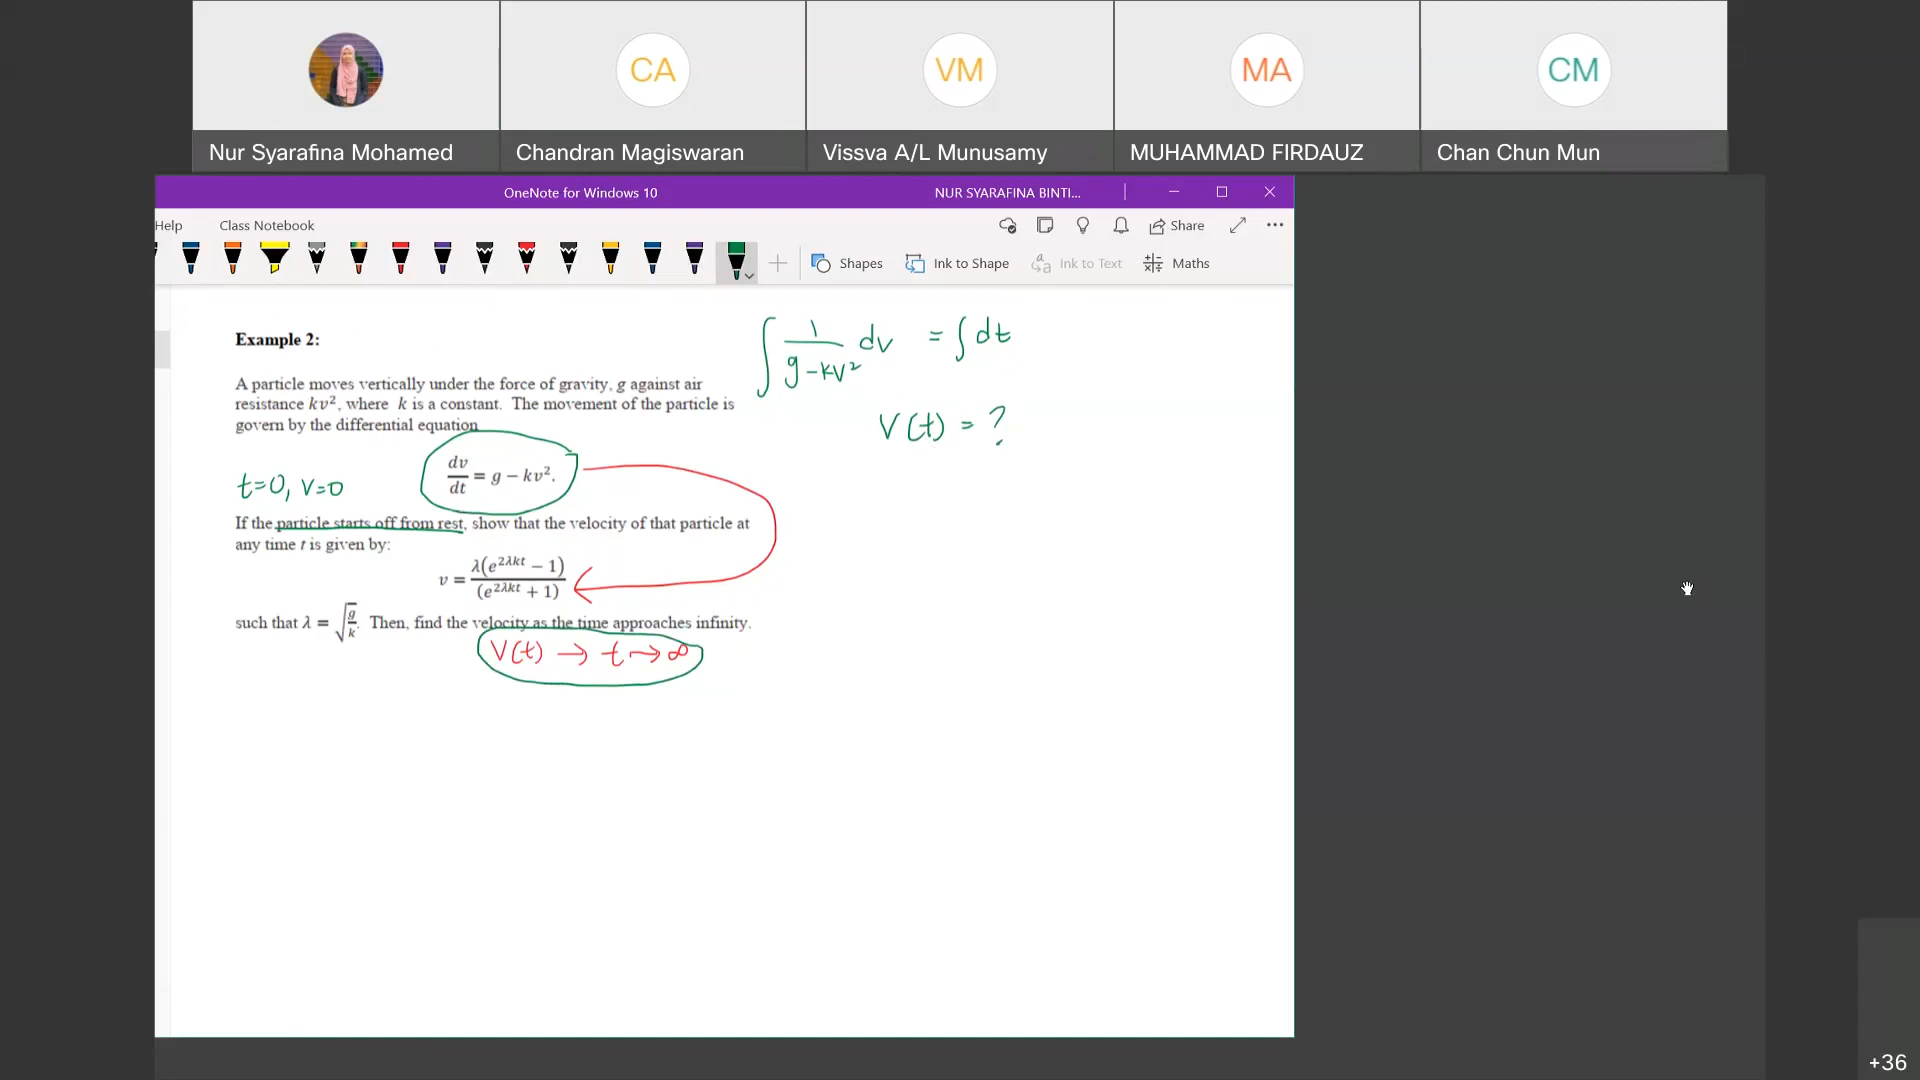 CA
VM
MA
CM
Nur Syarafina Mohamed
Chandran Magiswaran
Vissva A/L Munusamy
MUHAMMAD FIRDAUZ
Chan Chun Mun
OneNote for Windows 10
NUR SYARAFINA BINTI...
Help
Class Notebook
Share
Shapes
Ink to Shape
Ink to Text
Maths
Example 2:
A particle moves vertically under the force of gravity, g against air
resistance kv², where k is a constant. The movement of the particle is
govern by the differential equation
dv/dt = g − kv².
t=0, v=0
If the particle starts off from rest, show that the velocity of that particle at
any time t is given by:
v = λ(e^{2λkt} − 1)/(e^{2λkt} + 1)
such that λ = √(g/k). Then, find the velocity as the time approaches infinity.
V(t) → t → ∞
∫ 1/(g − kv²) dv = ∫ dt
V(t) = ?
+36